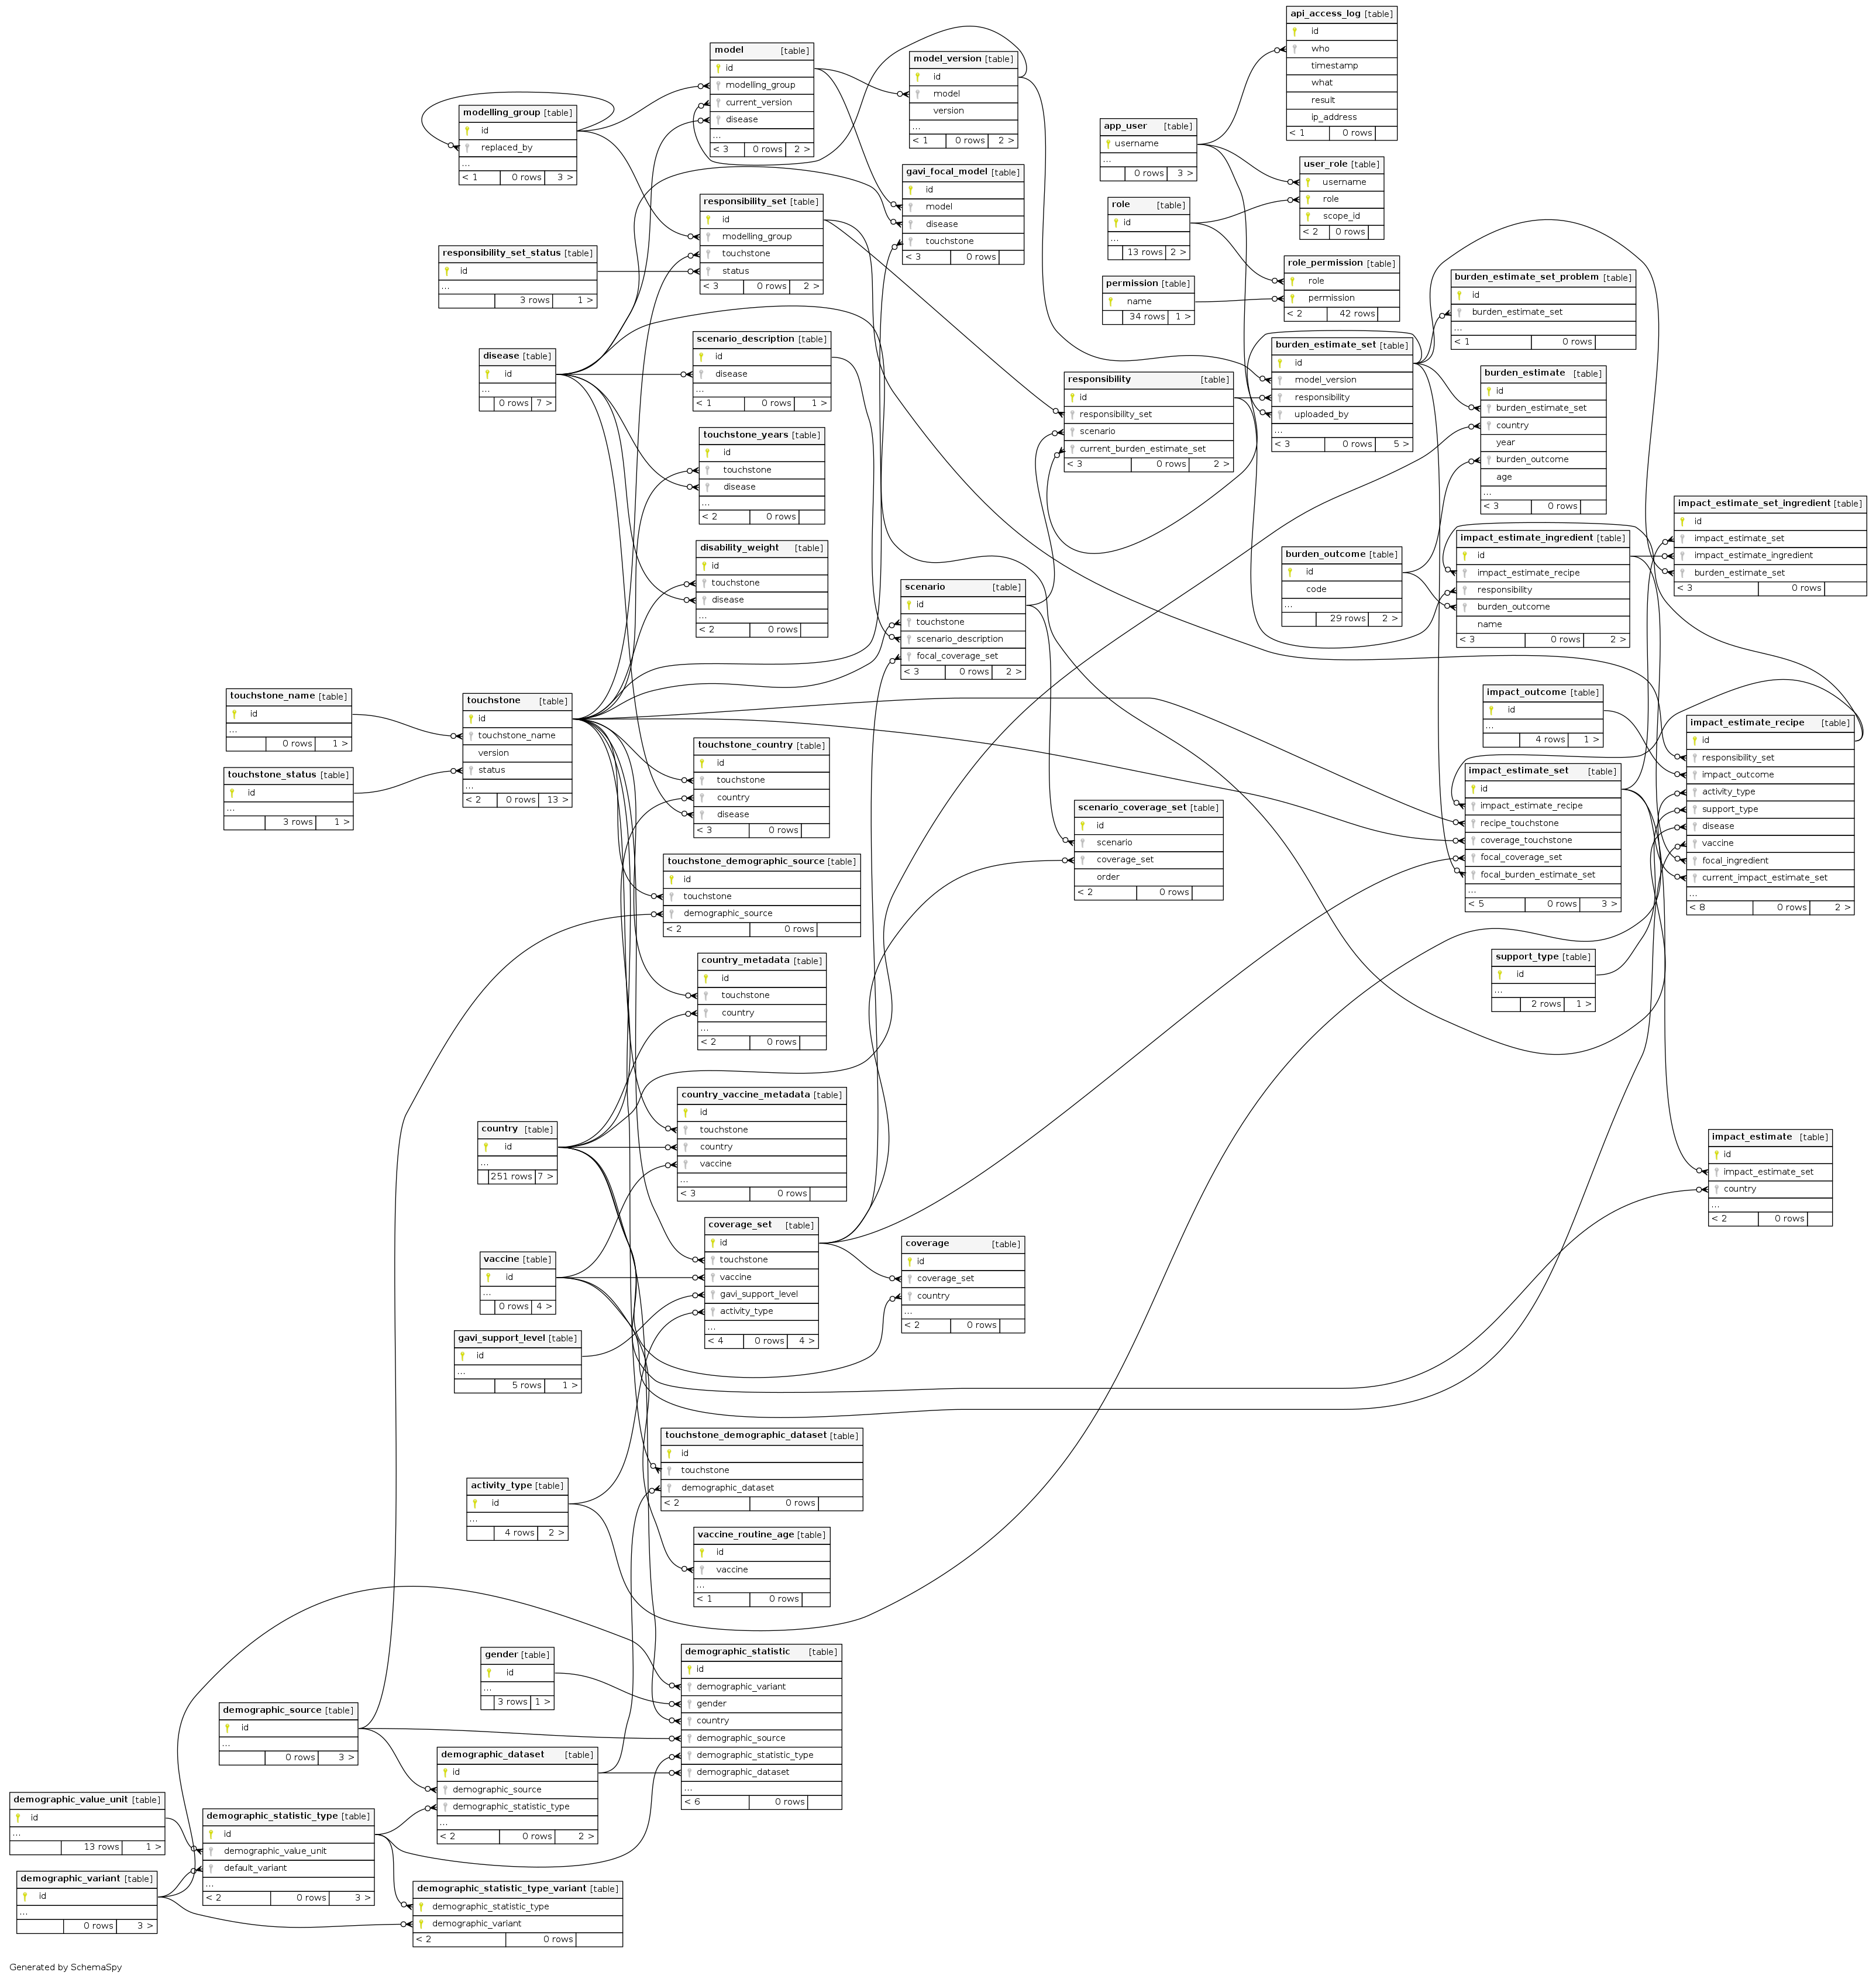 api_access_log [table]
id
who
timestamp
what
result
ip_address
< 1 0 rows
model [table]
id
modelling_group
current_version
disease
...
< 3 0 rows 2 >
model_version [table]
id
model
version
...
< 1 0 rows 2 >
modelling_group [table]
id
replaced_by
...
< 1 0 rows 3 >
app_user [table]
username
...
0 rows 3 >
user_role [table]
username
role
scope_id
< 2 0 rows
gavi_focal_model [table]
id
model
disease
touchstone
< 3 0 rows
responsibility_set [table]
id
modelling_group
touchstone
status
< 3 0 rows 2 >
role [table]
id
...
13 rows 2 >
responsibility_set_status [table]
id
...
3 rows 1 >
role_permission [table]
role
permission
< 2 42 rows
permission [table]
name
34 rows 1 >
burden_estimate_set_problem [table]
id
burden_estimate_set
...
< 1 0 rows
scenario_description [table]
id
disease
...
< 1 0 rows 1 >
burden_estimate_set [table]
id
model_version
responsibility
uploaded_by
...
< 3 0 rows 5 >
disease [table]
id
...
0 rows 7 >
responsibility [table]
id
responsibility_set
scenario
current_burden_estimate_set
< 3 0 rows 2 >
burden_estimate [table]
id
burden_estimate_set
country
year
burden_outcome
age
...
< 3 0 rows
touchstone_years [table]
id
touchstone
disease
...
< 2 0 rows
impact_estimate_set_ingredient [table]
id
impact_estimate_set
impact_estimate_ingredient
burden_estimate_set
< 3 0 rows
impact_estimate_ingredient [table]
id
impact_estimate_recipe
responsibility
burden_outcome
name
< 3 0 rows 2 >
disability_weight [table]
id
touchstone
disease
...
< 2 0 rows
burden_outcome [table]
id
code
...
29 rows 2 >
scenario [table]
id
touchstone
scenario_description
focal_coverage_set
< 3 0 rows 2 >
touchstone_name [table]
id
...
0 rows 1 >
touchstone [table]
id
touchstone_name
version
status
...
< 2 0 rows 13 >
impact_outcome [table]
id
...
4 rows 1 >
impact_estimate_recipe [table]
id
responsibility_set
impact_outcome
activity_type
support_type
disease
vaccine
focal_ingredient
current_impact_estimate_set
...
< 8 0 rows 2 >
touchstone_country [table]
id
touchstone
country
disease
< 3 0 rows
touchstone_status [table]
id
...
3 rows 1 >
impact_estimate_set [table]
id
impact_estimate_recipe
recipe_touchstone
coverage_touchstone
focal_coverage_set
focal_burden_estimate_set
...
< 5 0 rows 3 >
scenario_coverage_set [table]
id
scenario
coverage_set
order
< 2 0 rows
touchstone_demographic_source [table]
id
touchstone
demographic_source
< 2 0 rows
country_metadata [table]
id
touchstone
country
...
< 2 0 rows
support_type [table]
id
...
2 rows 1 >
country_vaccine_metadata [table]
id
touchstone
country
vaccine
...
< 3 0 rows
country [table]
id
...
251 rows 7 >
impact_estimate [table]
id
impact_estimate_set
country
...
< 2 0 rows
coverage_set [table]
id
touchstone
vaccine
gavi_support_level
activity_type
...
< 4 0 rows 4 >
coverage [table]
id
coverage_set
country
...
< 2 0 rows
vaccine [table]
id
...
0 rows 4 >
gavi_support_level [table]
id
...
5 rows 1 >
touchstone_demographic_dataset [table]
id
touchstone
demographic_dataset
< 2 0 rows
activity_type [table]
id
...
4 rows 2 >
vaccine_routine_age [table]
id
vaccine
...
< 1 0 rows
gender [table]
id
...
3 rows 1 >
demographic_statistic [table]
id
demographic_variant
gender
country
demographic_source
demographic_statistic_type
demographic_dataset
...
< 6 0 rows
demographic_source [table]
id
...
0 rows 3 >
demographic_dataset [table]
id
demographic_source
demographic_statistic_type
...
< 2 0 rows 2 >
demographic_value_unit [table]
id
...
13 rows 1 >
demographic_statistic_type [table]
id
demographic_value_unit
default_variant
...
< 2 0 rows 3 >
demographic_variant [table]
id
...
0 rows 3 >
demographic_statistic_type_variant [table]
demographic_statistic_type
demographic_variant
< 2 0 rows
Generated by SchemaSpy